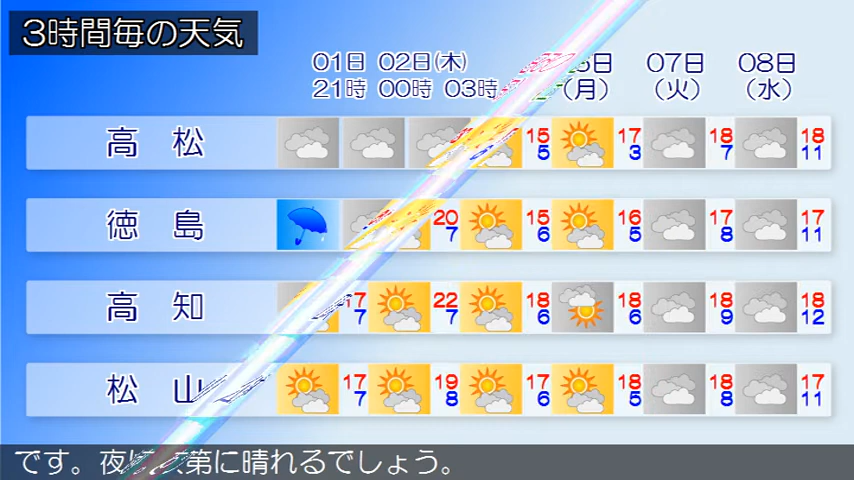 3時間毎の天気
01日 02日(木) 日 07日 08日
21時 00時 03時 (月) (火) (水)
高松 15 5 17 3 18 7 18 11
徳島 20 7 15 6 16 5 17 8 17 11
高知 17 7 22 7 18 6 18 6 18 9 18 12
松山 17 7 19 8 17 6 18 5 18 8 17 11
です。夜は次第に晴れるでしょう。